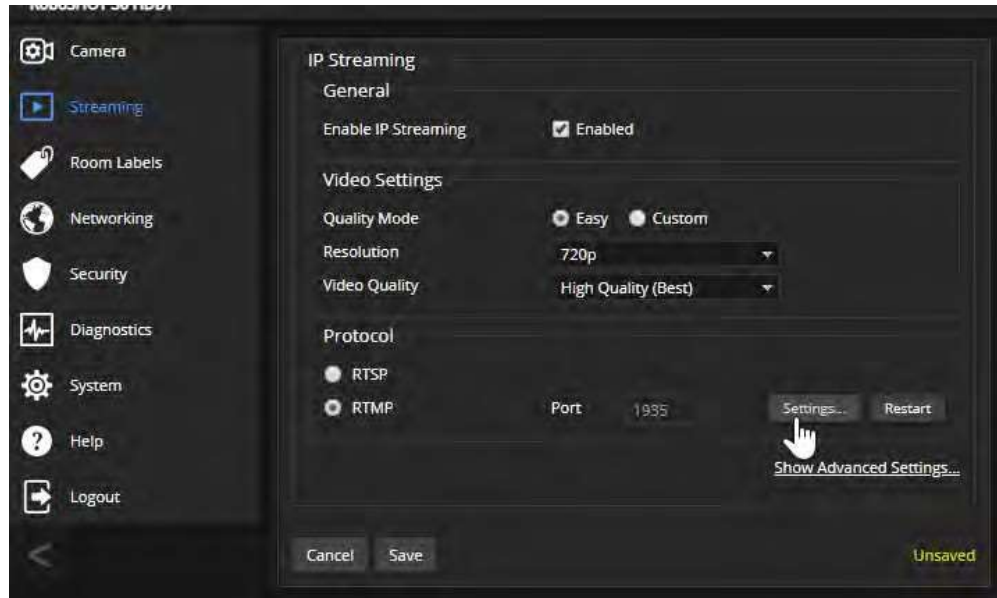 Camera
Streaming
Room Labels
Networking
Security
Diagnostics
System
Help
Logout
IP Streaming
General
Enable IP Streaming Enabled
Video Settings
Quality Mode Easy Custom
Resolution 720p
Video Quality High Quality (Best)
Protocol
RTSP
RTMP Port 1935 Settings... Restart
Show Advanced Settings...
Cancel Save Unsaved